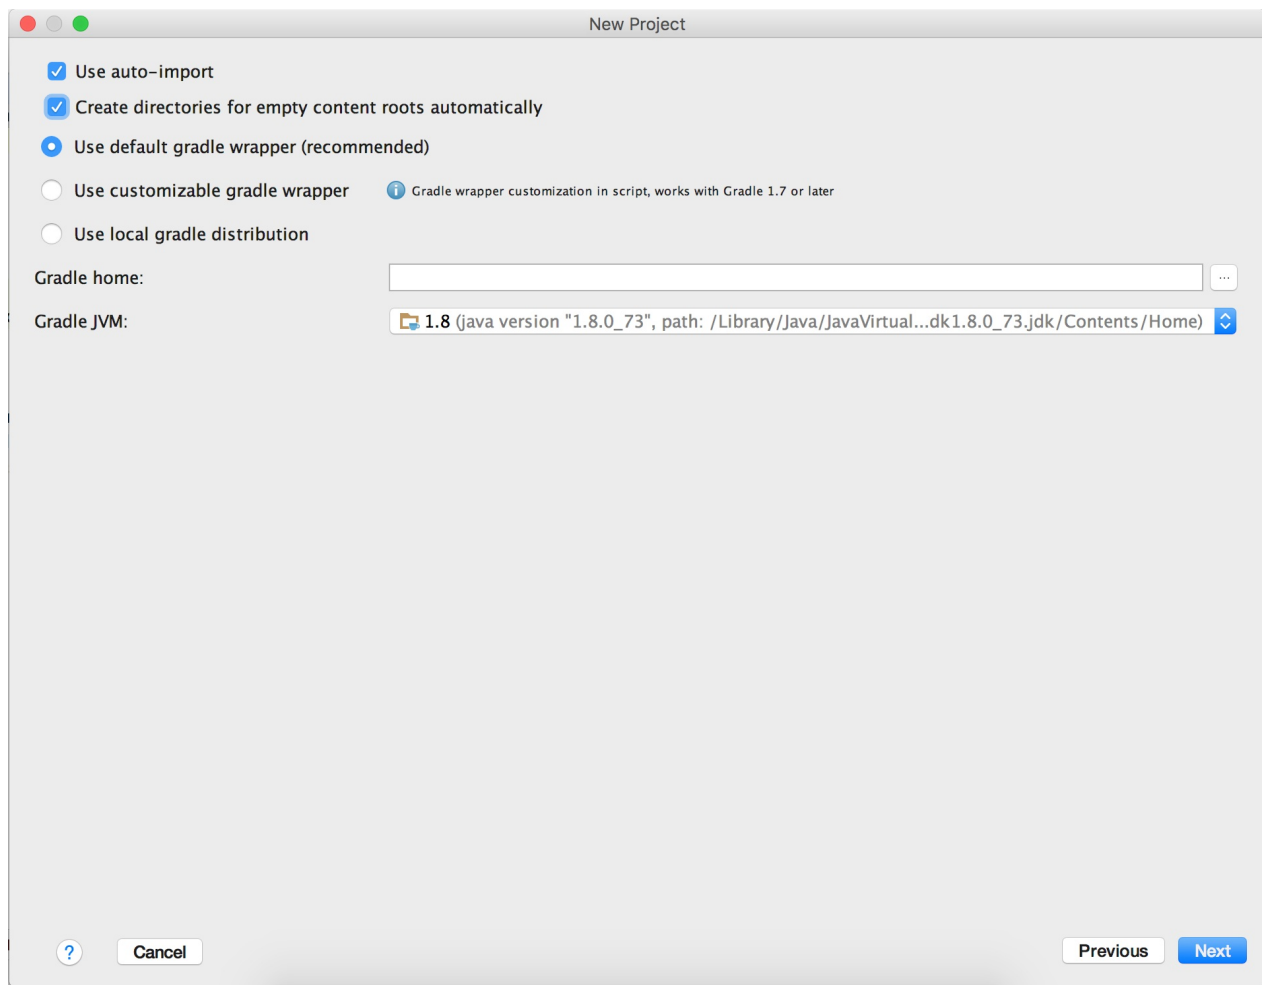 New Project
Use auto-import
Create directories for empty content roots automatically
Use default gradle wrapper (recommended)
Use customizable gradle wrapper Gradle wrapper customization in script, works with Gradle 1.7 or later
Use local gradle distribution
Gradle home: ...
Gradle JVM: 1.8 (java version "1.8.0_73", path: /Library/Java/JavaVirtual...dk1.8.0_73.jdk/Contents/Home)
? Cancel Previous Next